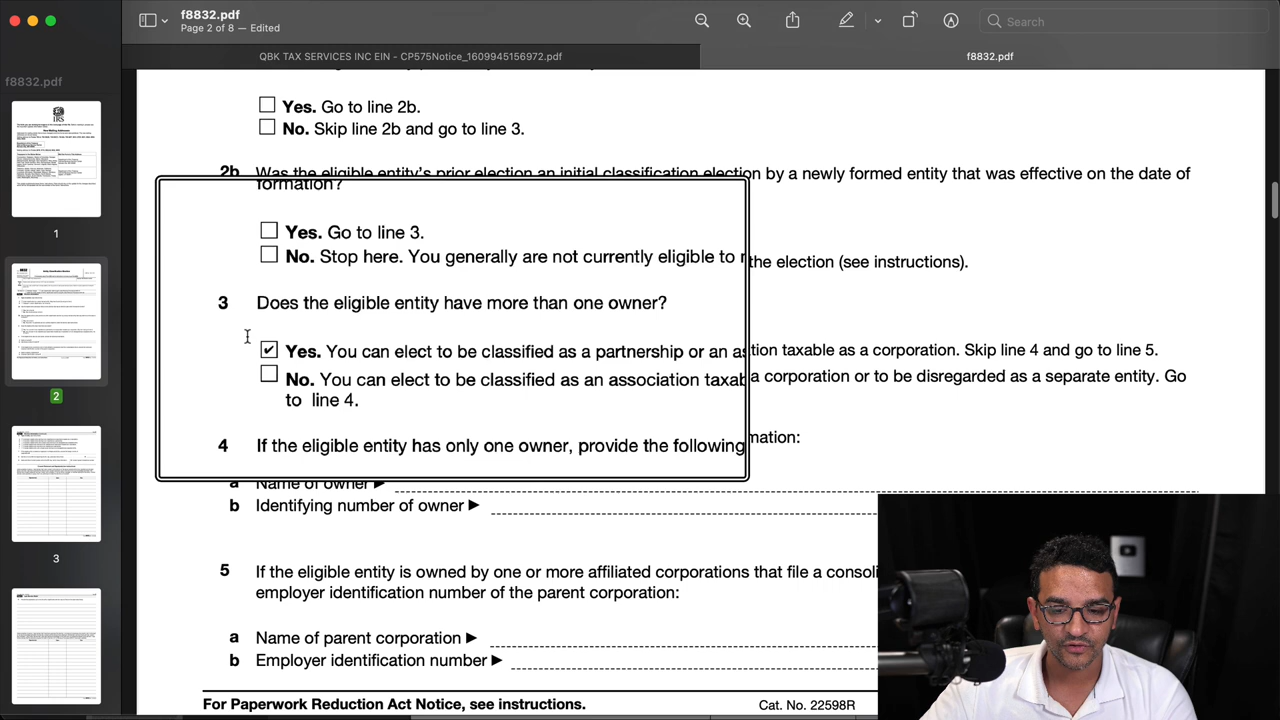 f8832.pdf
Page 2 of 8 – Edited
Search
QBK TAX SERVICES INC EIN - CP575Notice_1609945156972.pdf
f8832.pdf
f8832.pdf
IRS
1
2
3
Yes. Go to line 2b.
No. Skip line 2b and go to line 3.
2b Was the eligible entity's prior election an initial classification election by a newly formed entity that was effective on the date of
formation?
Yes. Go to line 3.
No. Stop here. You generally are not currently eligible to the election (see instructions).
3 Does the eligible entity have more than one owner?
✔ Yes. You can elect to be classified as a partnership or an as tion taxable as a corporation. Skip line 4 and go to line 5.
No. You can elect to be classified as an association taxab a corporation or to be disregarded as a separate entity. Go
to line 4.
4 If the eligible entity has only one owner, provide the following mation:
a Name of owner ▶
b Identifying number of owner ▶
5 If the eligible entity is owned by one or more affiliated corporations that file a consoli
employer identification number of the parent corporation:
a Name of parent corporation ▶
b Employer identification number ▶
For Paperwork Reduction Act Notice, see instructions. Cat. No. 22598R